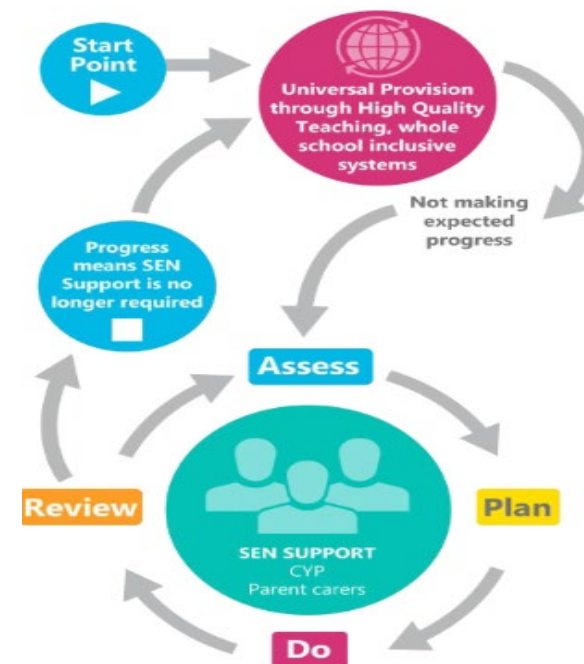 Start
Point
Universal Provision
through High Quality
Teaching, whole
school inclusive
systems
Not making
expected
progress
Progress
means SEN
Support is no
longer required
Assess
Review
Plan
SEN SUPPORT
CYP
Parent carers
Do